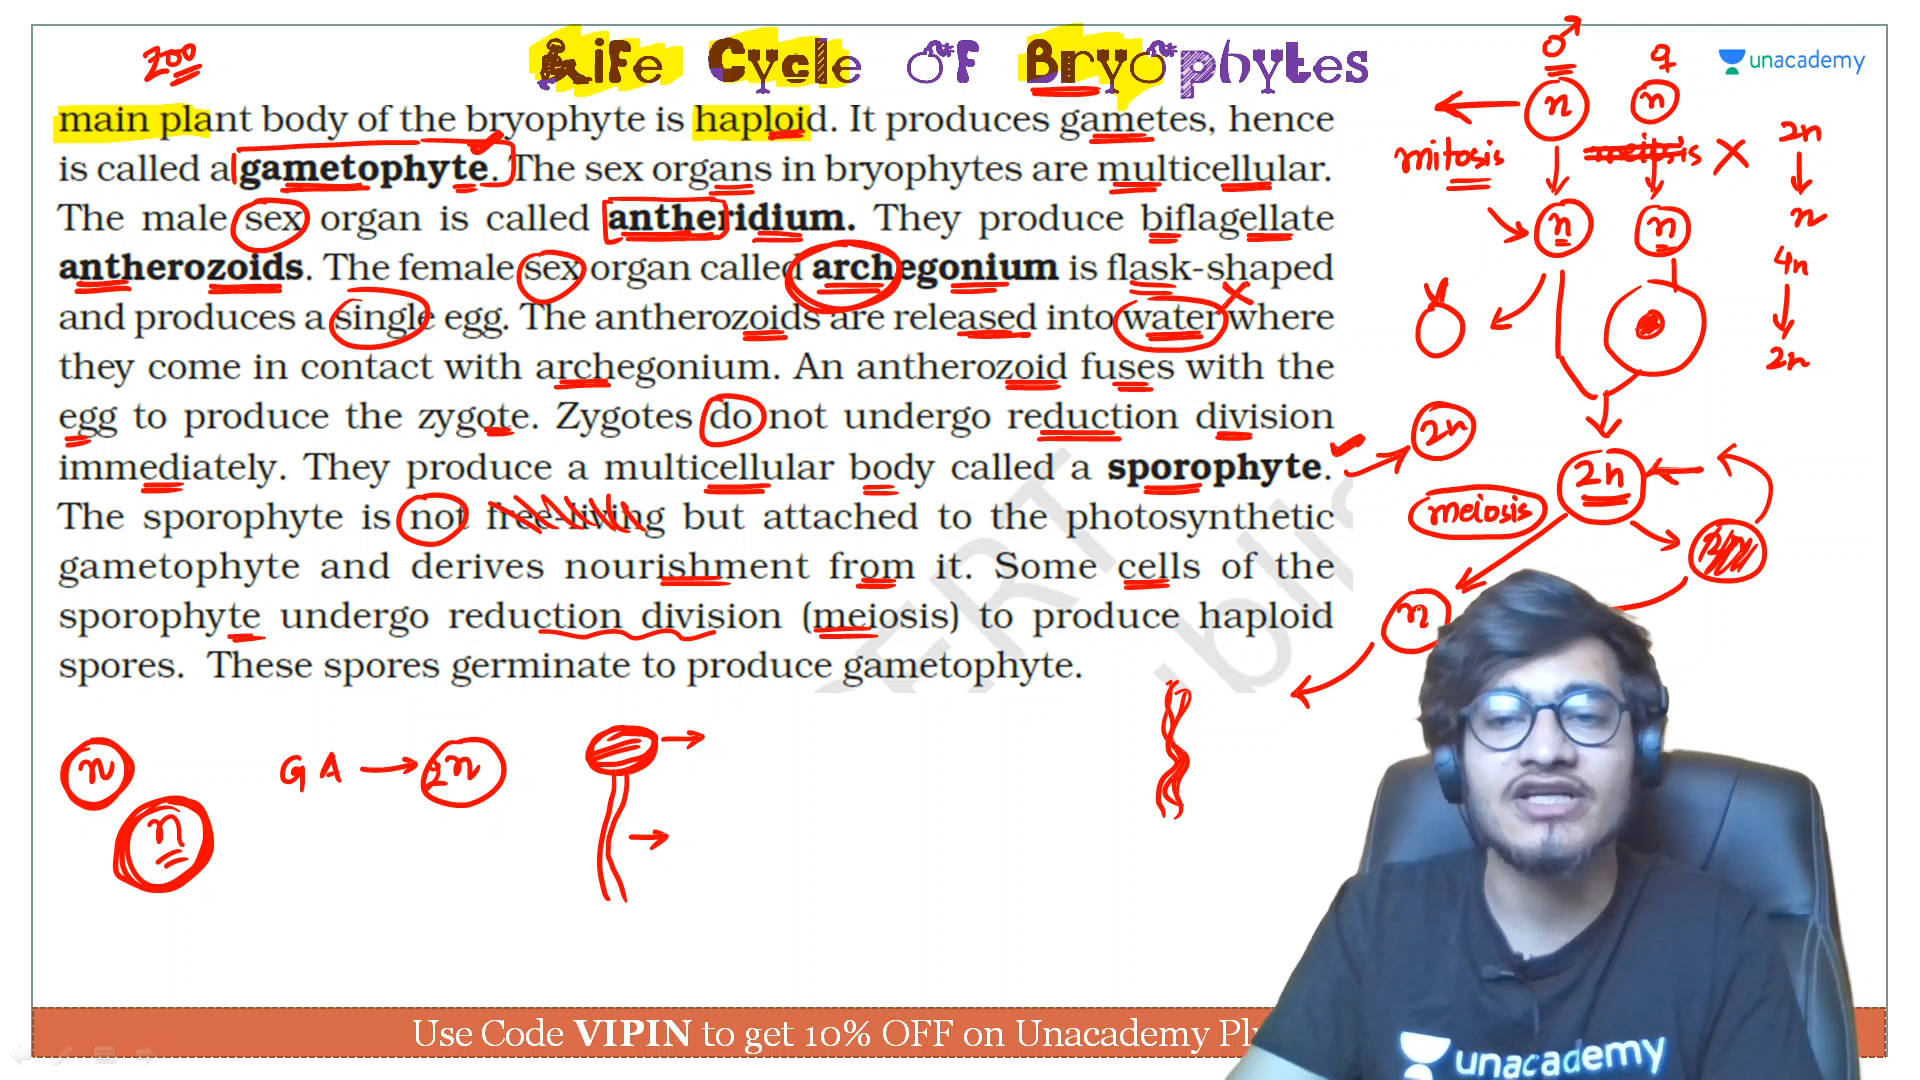 200
Life Cycle of Bryophytes
unacademy
main plant body of the bryophyte is haploid. It produces gametes, hence
is called a gametophyte. The sex organs in bryophytes are multicellular.
The male sex organ is called antheridium. They produce biflagellate
antherozoids. The female sex organ called archegonium is flask-shaped
and produces a single egg. The antherozoids are released into water where
they come in contact with archegonium. An antherozoid fuses with the
egg to produce the zygote. Zygotes do not undergo reduction division
immediately. They produce a multicellular body called a sporophyte.
The sporophyte is not free-living but attached to the photosynthetic
gametophyte and derives nourishment from it. Some cells of the
sporophyte undergo reduction division (meiosis) to produce haploid
spores. These spores germinate to produce gametophyte.
♂ ♀
n n
mitosis meiosis X
2n
n
n n
4n
2n
2n
2n
meiosis
n
n
n
GA → 2n
Use Code VIPIN to get 10% OFF on Unacademy
unacademy